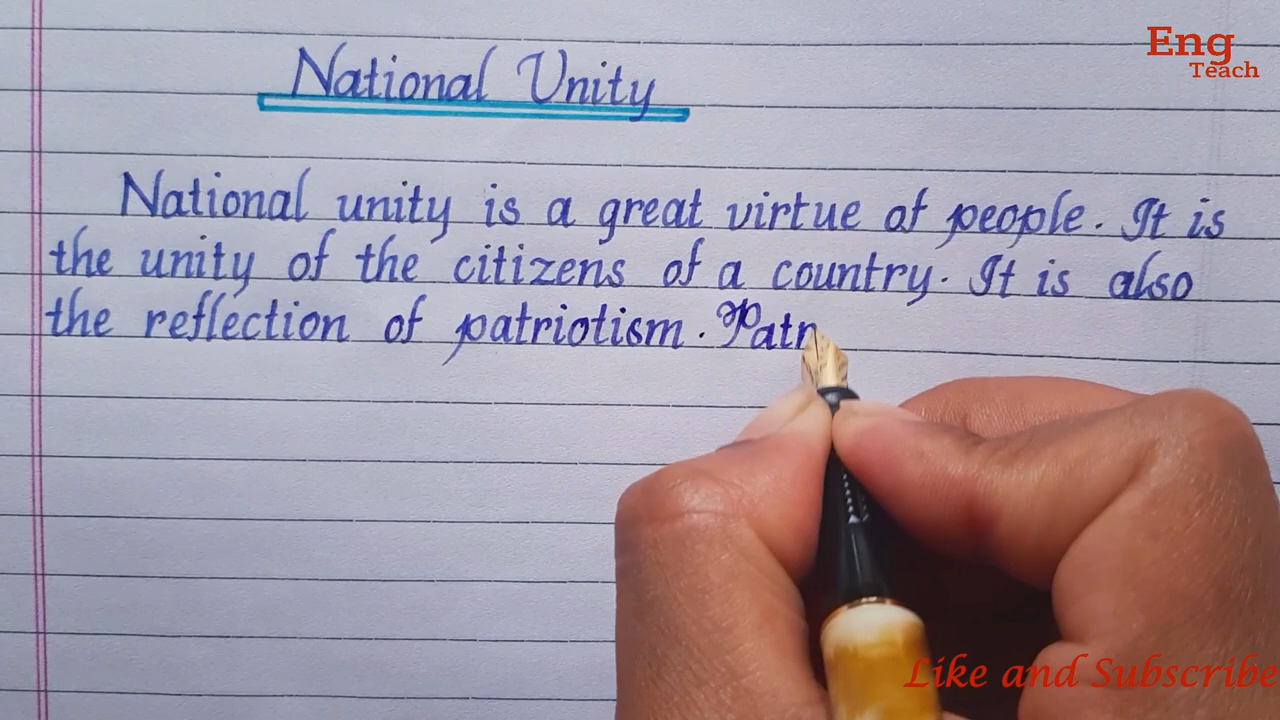 Eng
Teach
National Unity
National unity is a great virtue of people. It is
the unity of the citizens of a country. It is also
the reflection of patriotism. Patr
Like and Subscribe